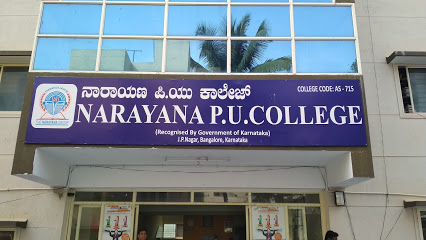 ನಾರಾಯಣ ಪಿ.ಯು ಕಾಲೇಜ್
COLLEGE CODE: AS - 715
NARAYANA P.U.COLLEGE
(Recognised By Government of Karnataka)
J.P.Nagar, Bangalore, Karnataka